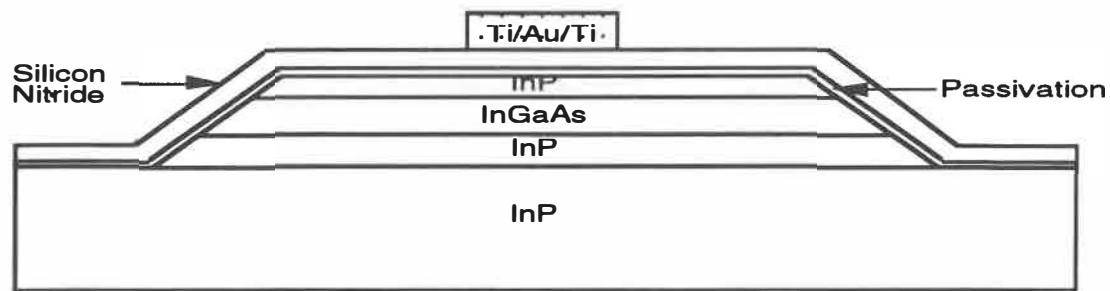 Ti/Au/Ti
Silicon
Nitride
InP
Passivation
InGaAs
InP
InP